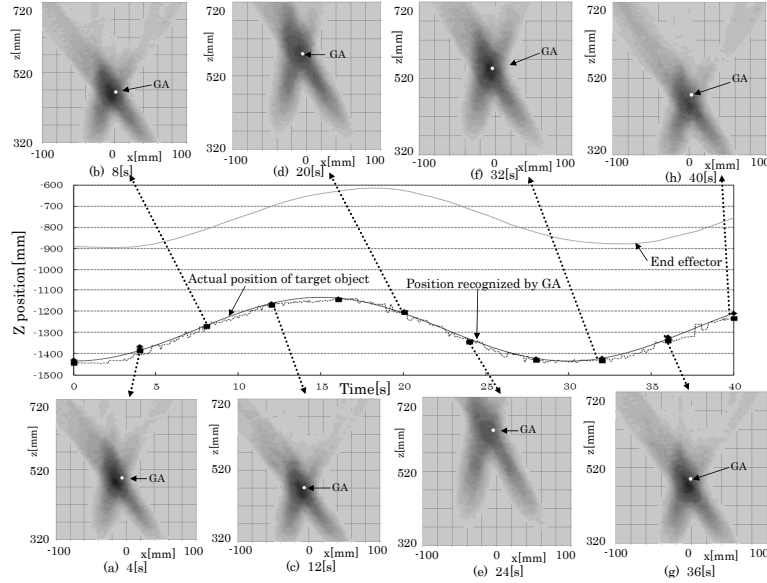 720
z[mm]
520
320
GA
-100 0 100
x[mm]
(b) 8[s]
720
z[mm]
520
320
GA
-100 0 100
x[mm]
(d) 20[s]
720
z[mm]
520
320
GA
-100 0 100
x[mm]
(f) 32[s]
720
z[mm]
520
320
GA
-100 0 100
x[mm]
(h) 40[s]
Z position[mm]
-600
-700
-800
-900
-1000
-1100
-1200
-1300
-1400
-1500
End effector
Actual position of target object
Position recognized by GA
0 5 10 15 20 25 30 35 40
Time[s]
720
z[mm]
520
320
GA
-100 0 100
x[mm]
(a) 4[s]
720
z[mm]
520
320
GA
-100 0 100
x[mm]
(c) 12[s]
720
z[mm]
520
320
GA
-100 0 100
x[mm]
(e) 24[s]
720
z[mm]
520
320
GA
-100 0 100
x[mm]
(g) 36[s]